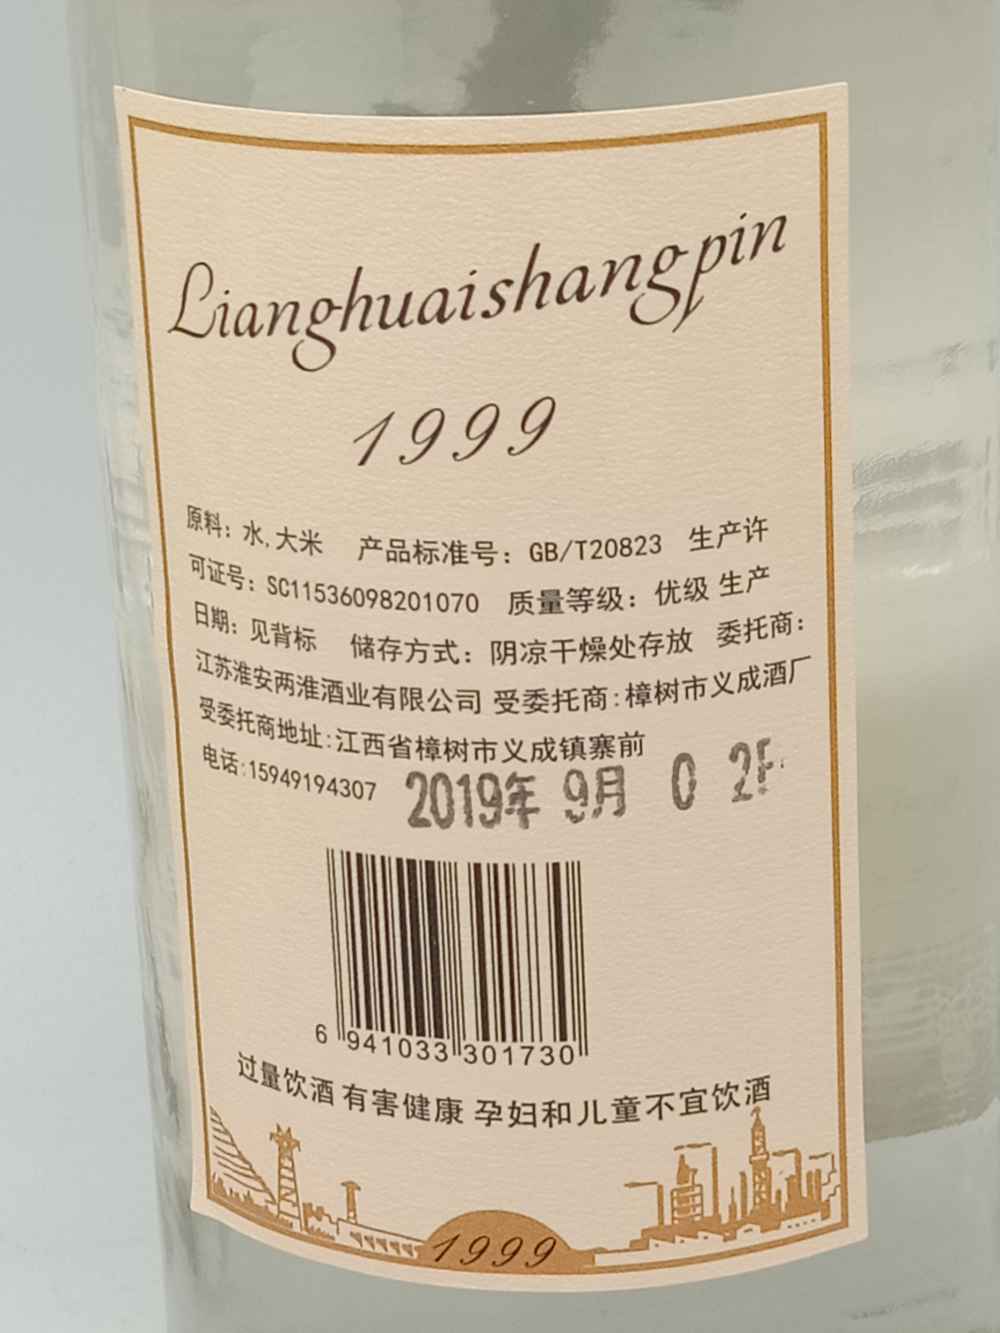 Lianghuaishangpin
1999
原料：水,大米 产品标准号：GB/T20823 生产许
可证号：SC11536098201070 质量等级：优级 生产
日期：见背标 储存方式：阴凉干燥处存放 委托商：
江苏淮安两淮酒业有限公司 受委托商：樟树市义成酒厂
受委托商地址：江西省樟树市义成镇寨前
电话：15949194307
2019年 9月 0 2
6 941033 301730
过量饮酒 有害健康 孕妇和儿童不宜饮酒
1999